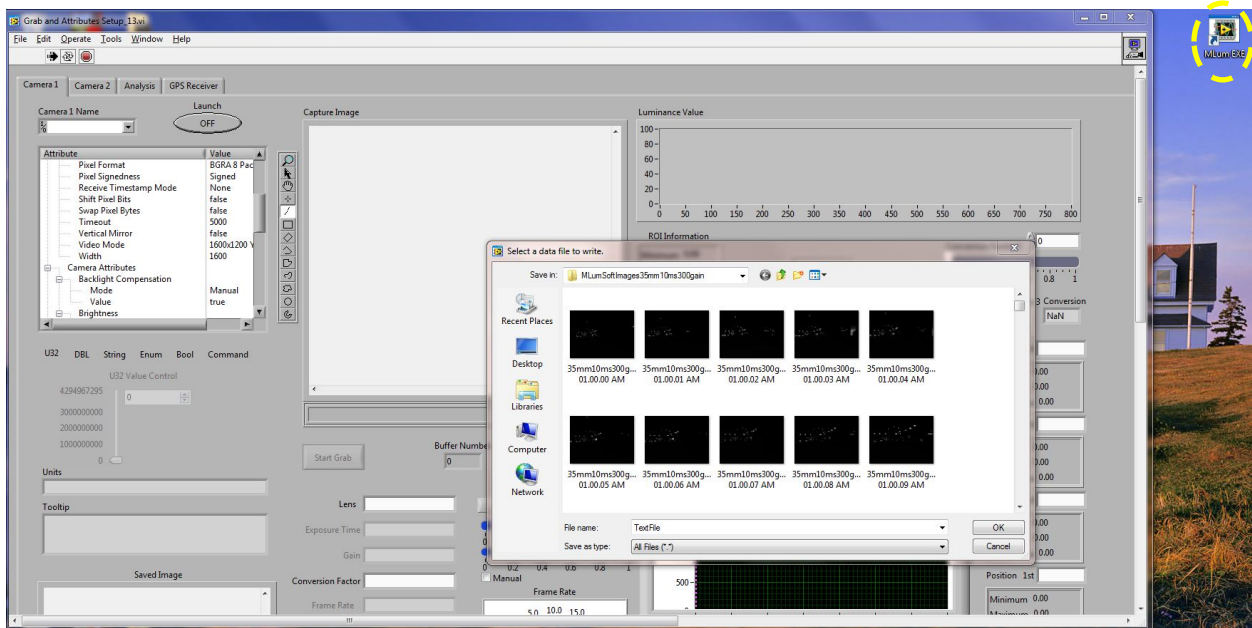 Grab and Attributes Setup_13.vi
File Edit Operate Tools Window Help
Camera 1 Camera 2 Analysis GPS Receiver
Camera 1 Name
Launch
OFF
Attribute Value
Pixel Format BGRA 8 Pac
Pixel Signedness Signed
Receive Timestamp Mode None
Shift Pixel Bits false
Swap Pixel Bytes false
Timeout 5000
Vertical Mirror false
Video Mode 1600x1200 Y
Width 1600
Camera Attributes
Backlight Compensation
Mode Manual
Value true
Brightness
U32 DBL String Enum Bool Command
U32 Value Control
4294967295
3000000000
2000000000
1000000000
0
0
Units
Tooltip
Saved Image
Capture Image
Start Grab
Buffer Numbe
0
Lens
Exposure Time
Gain
Conversion Factor
Frame Rate
0 0.2 0.4 0.6 0.8 1
Manual
Frame Rate
5.0 10.0 15.0
Luminance Value
100
80
60
40
20
0
0 50 100 150 200 250 300 350 400 450 500 550 600 650 700 750 800
ROI Information
0
0.8 1
3 Conversion
NaN
Select a data file to write.
Save in: MLumSoftImages35mm10ms300gain
Recent Places
Desktop
Libraries
Computer
Network
35mm10ms300g... 35mm10ms300g... 35mm10ms300g... 35mm10ms300g... 35mm10ms300g...
01.00.00 AM 01.00.01 AM 01.00.02 AM 01.00.03 AM 01.00.04 AM
35mm10ms300g... 35mm10ms300g... 35mm10ms300g... 35mm10ms300g... 35mm10ms300g...
01.00.05 AM 01.00.06 AM 01.00.07 AM 01.00.08 AM 01.00.09 AM
File name: TextFile
OK
Save as type: All Files (*.*)
Cancel
0.00
0.00
0.00
0.00
0.00
0.00
0.00
0.00
0.00
500
Position 1st
Minimum 0.00
Maximum 0.00
MLum EXE